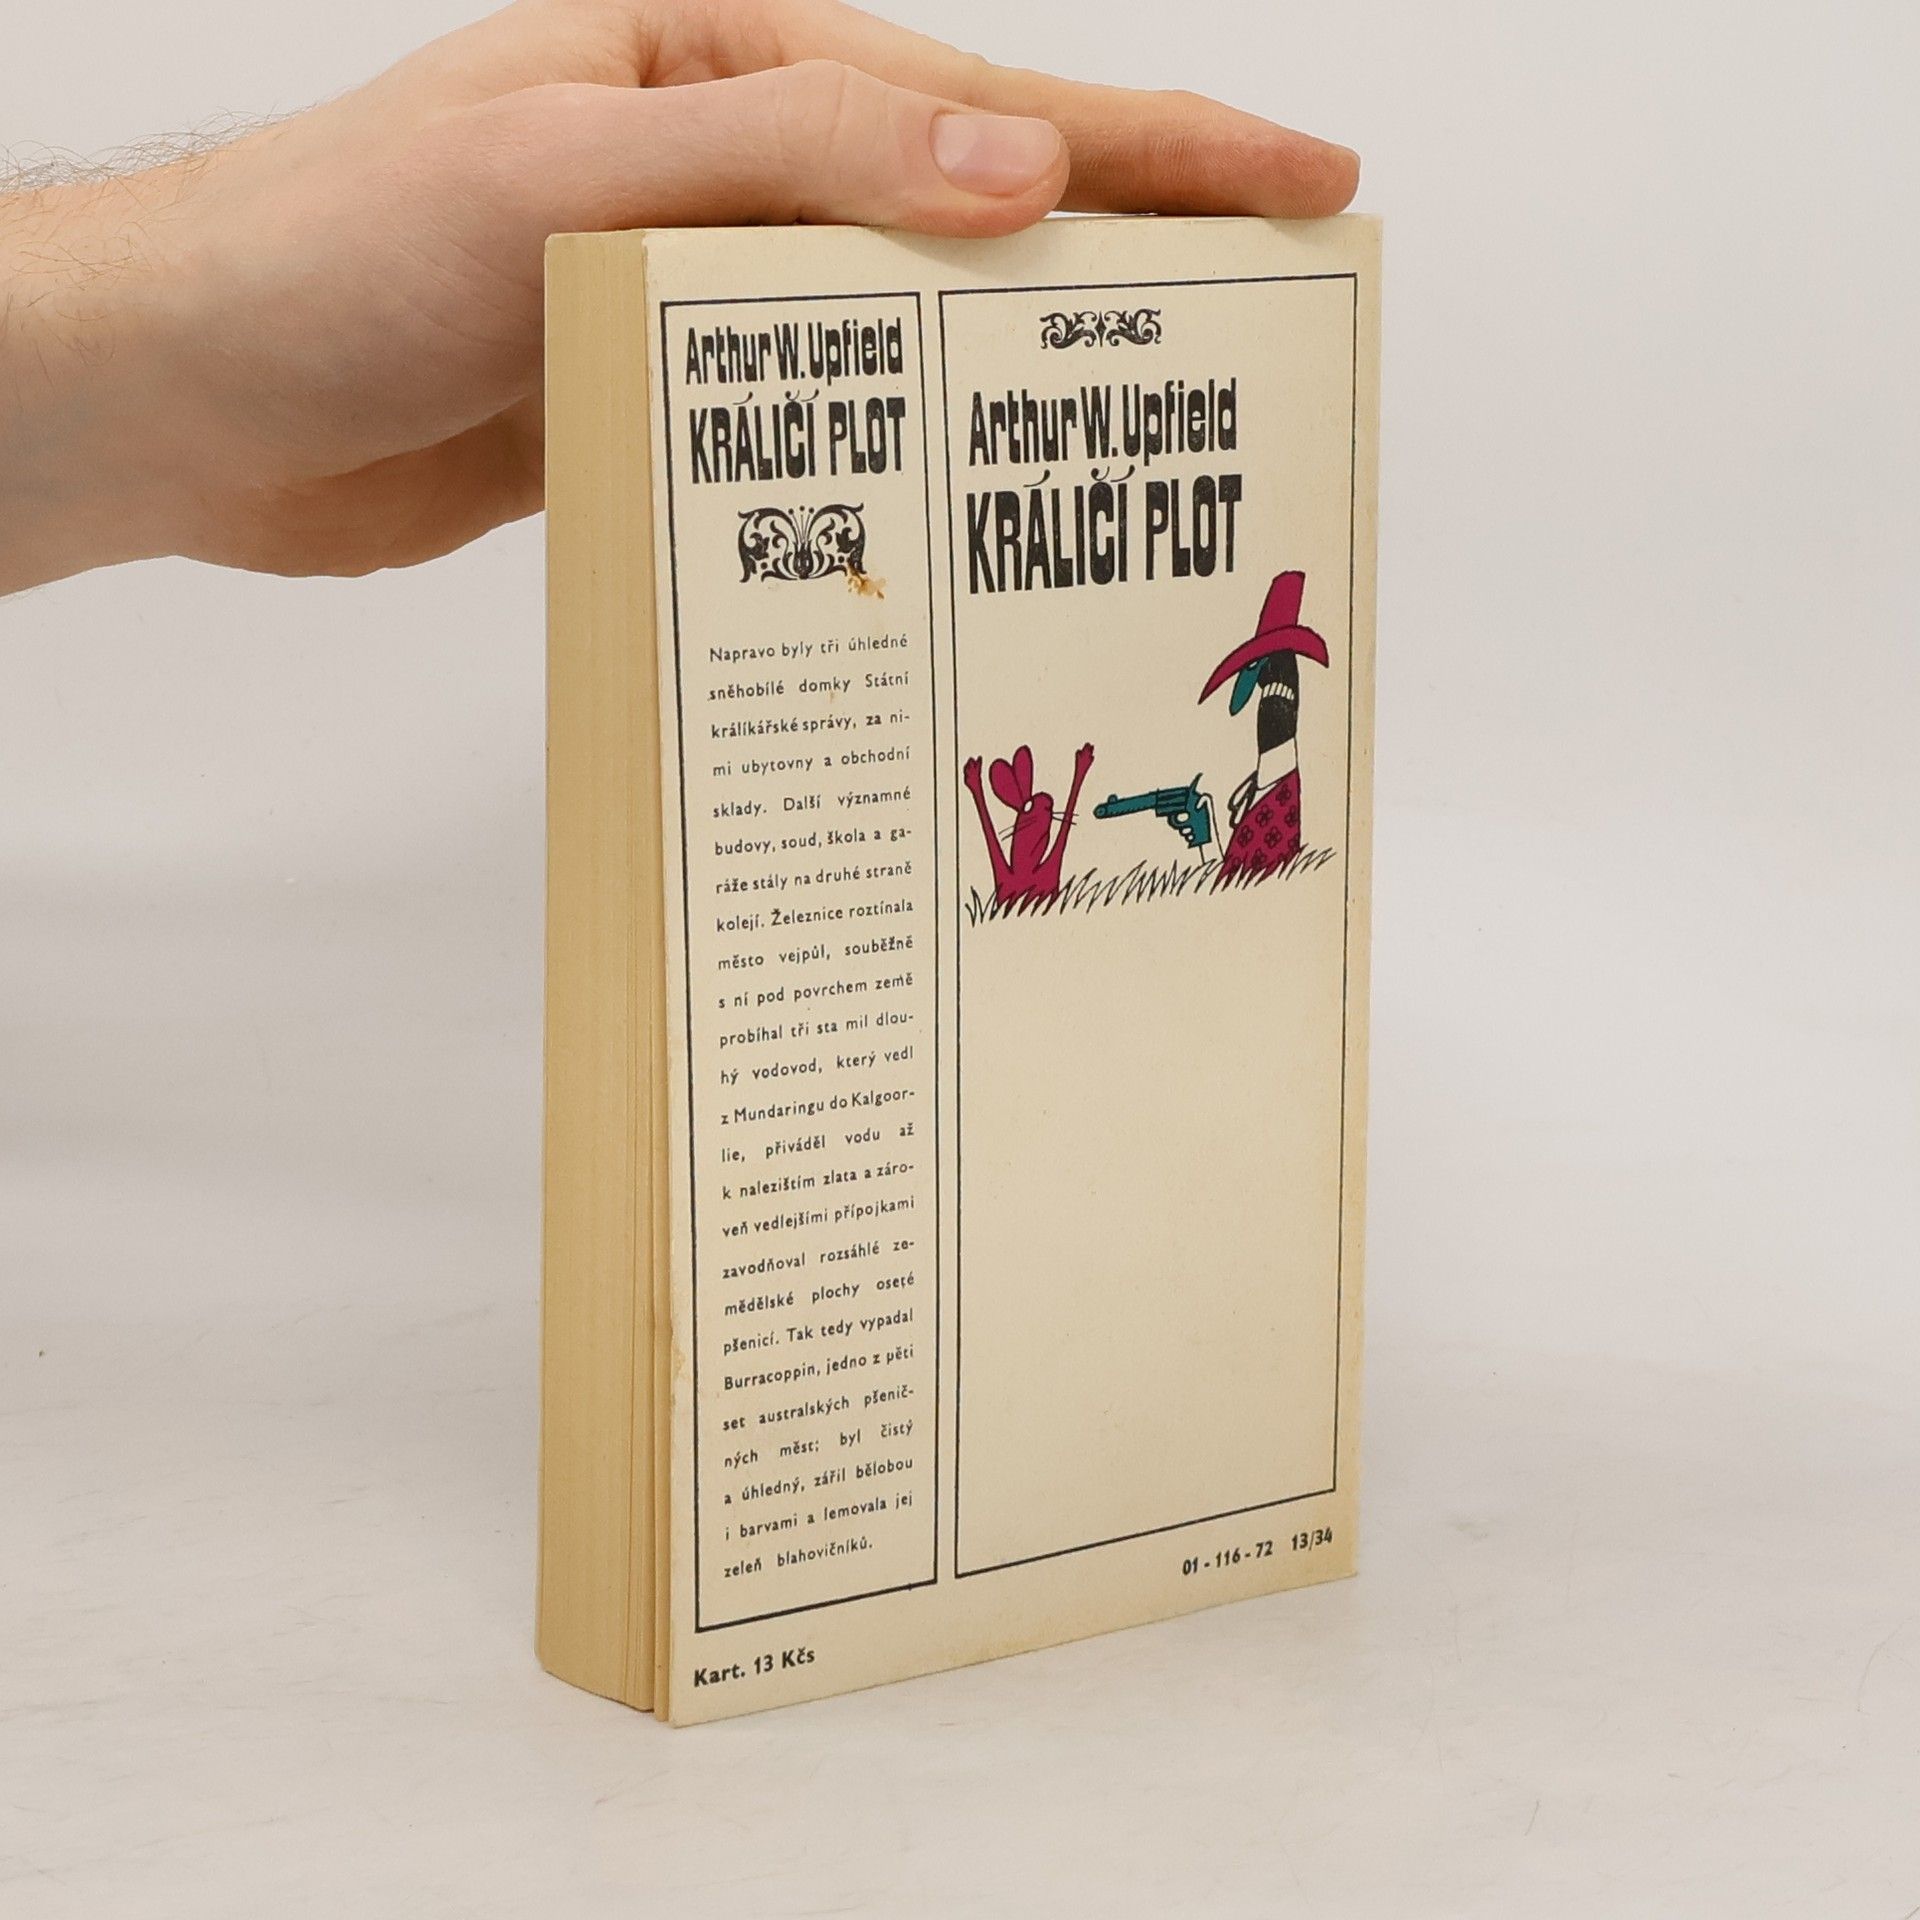 Arthur W. Upfield
KRÁLIČÍ PLOT
Napravo byly tři úhledné
sněhobílé domky Státní
králíkářské správy, za ni-
mi ubytovny a obchodní
sklady. Další významné
budovy, soud, škola a ga-
ráže stály na druhé straně
kolejí. Železnice roztínala
město vejpůl, souběžně
s ní pod povrchem země
probíhal tři sta mil dlou-
hý vodovod, který vedl
z Mundaringu do Kalgoor-
lie, přiváděl vodu až
k nalezištím zlata a záro-
veň vedlejšími přípojkami
zavodňoval rozsáhlé ze-
mědělské plochy oseté
pšenicí. Tak tedy vypadal
Burracoppin, jedno z pěti
set australských pšenič-
ných měst; byl čistý
a úhledný, zářil bělobou
i barvami a lemovala jej
zeleň blahovičníků.
Kart. 13 Kčs
Arthur W. Upfield
KRÁLIČÍ PLOT
01 - 116 - 72 13/34